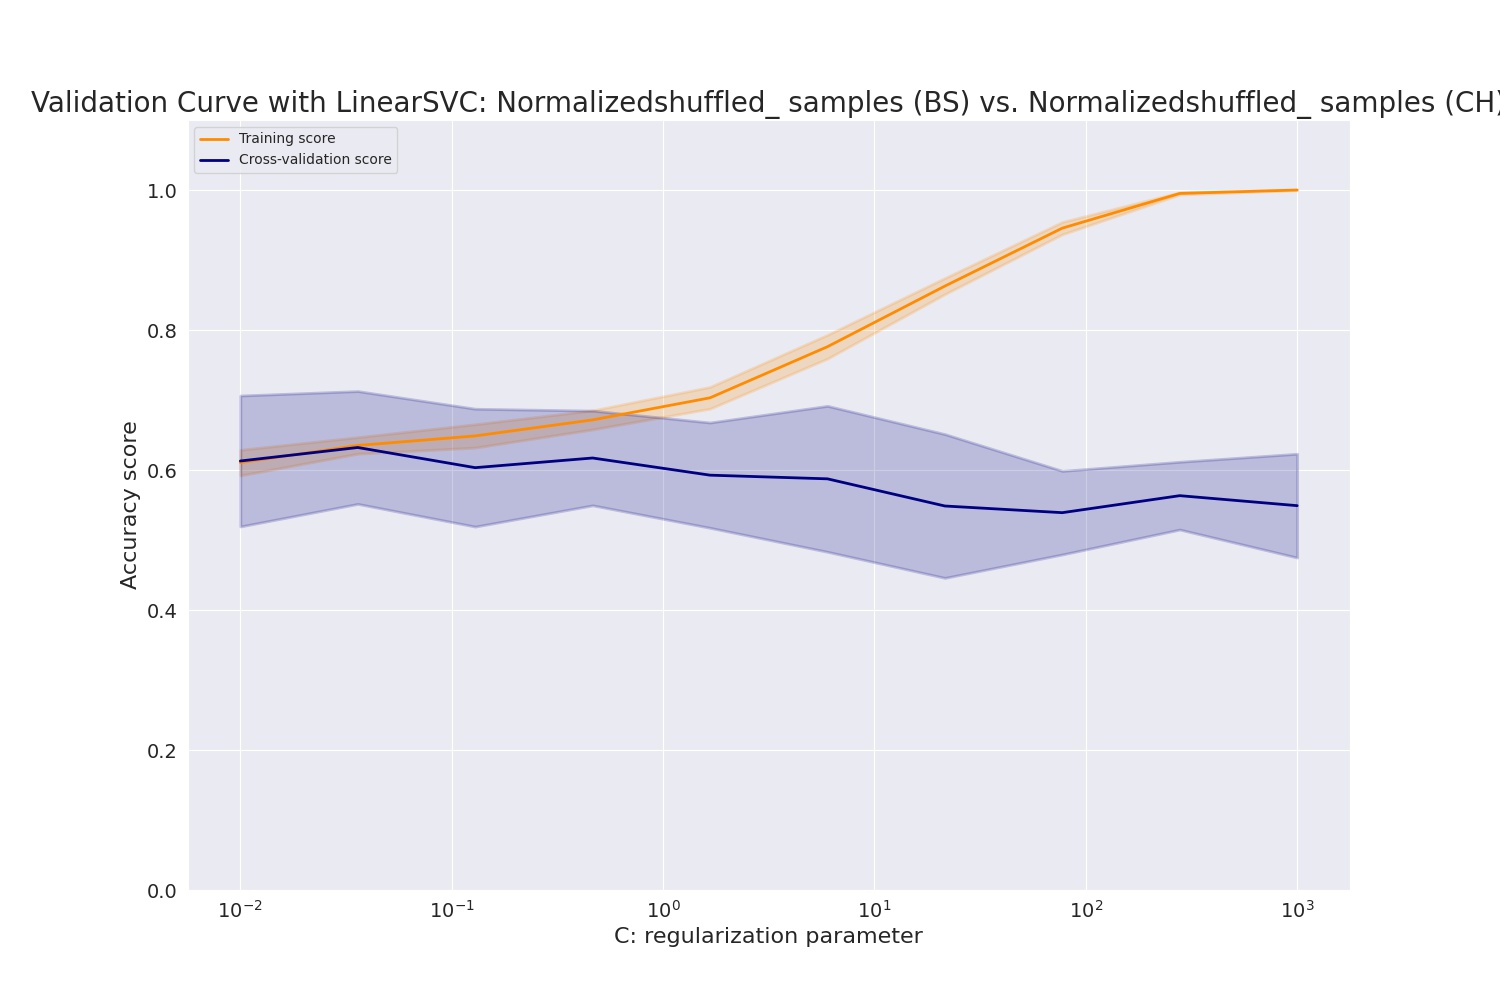 Validation Curve with LinearSVC: Normalizedshuffled_ samples (BS) vs. Normalizedshuffled_ samples (CH)
Training score
Cross-validation score
1.0
0.8
0.6
0.4
0.2
0.0
Accuracy score
10⁻² 10⁻¹ 10⁰ 10¹ 10² 10³
C: regularization parameter